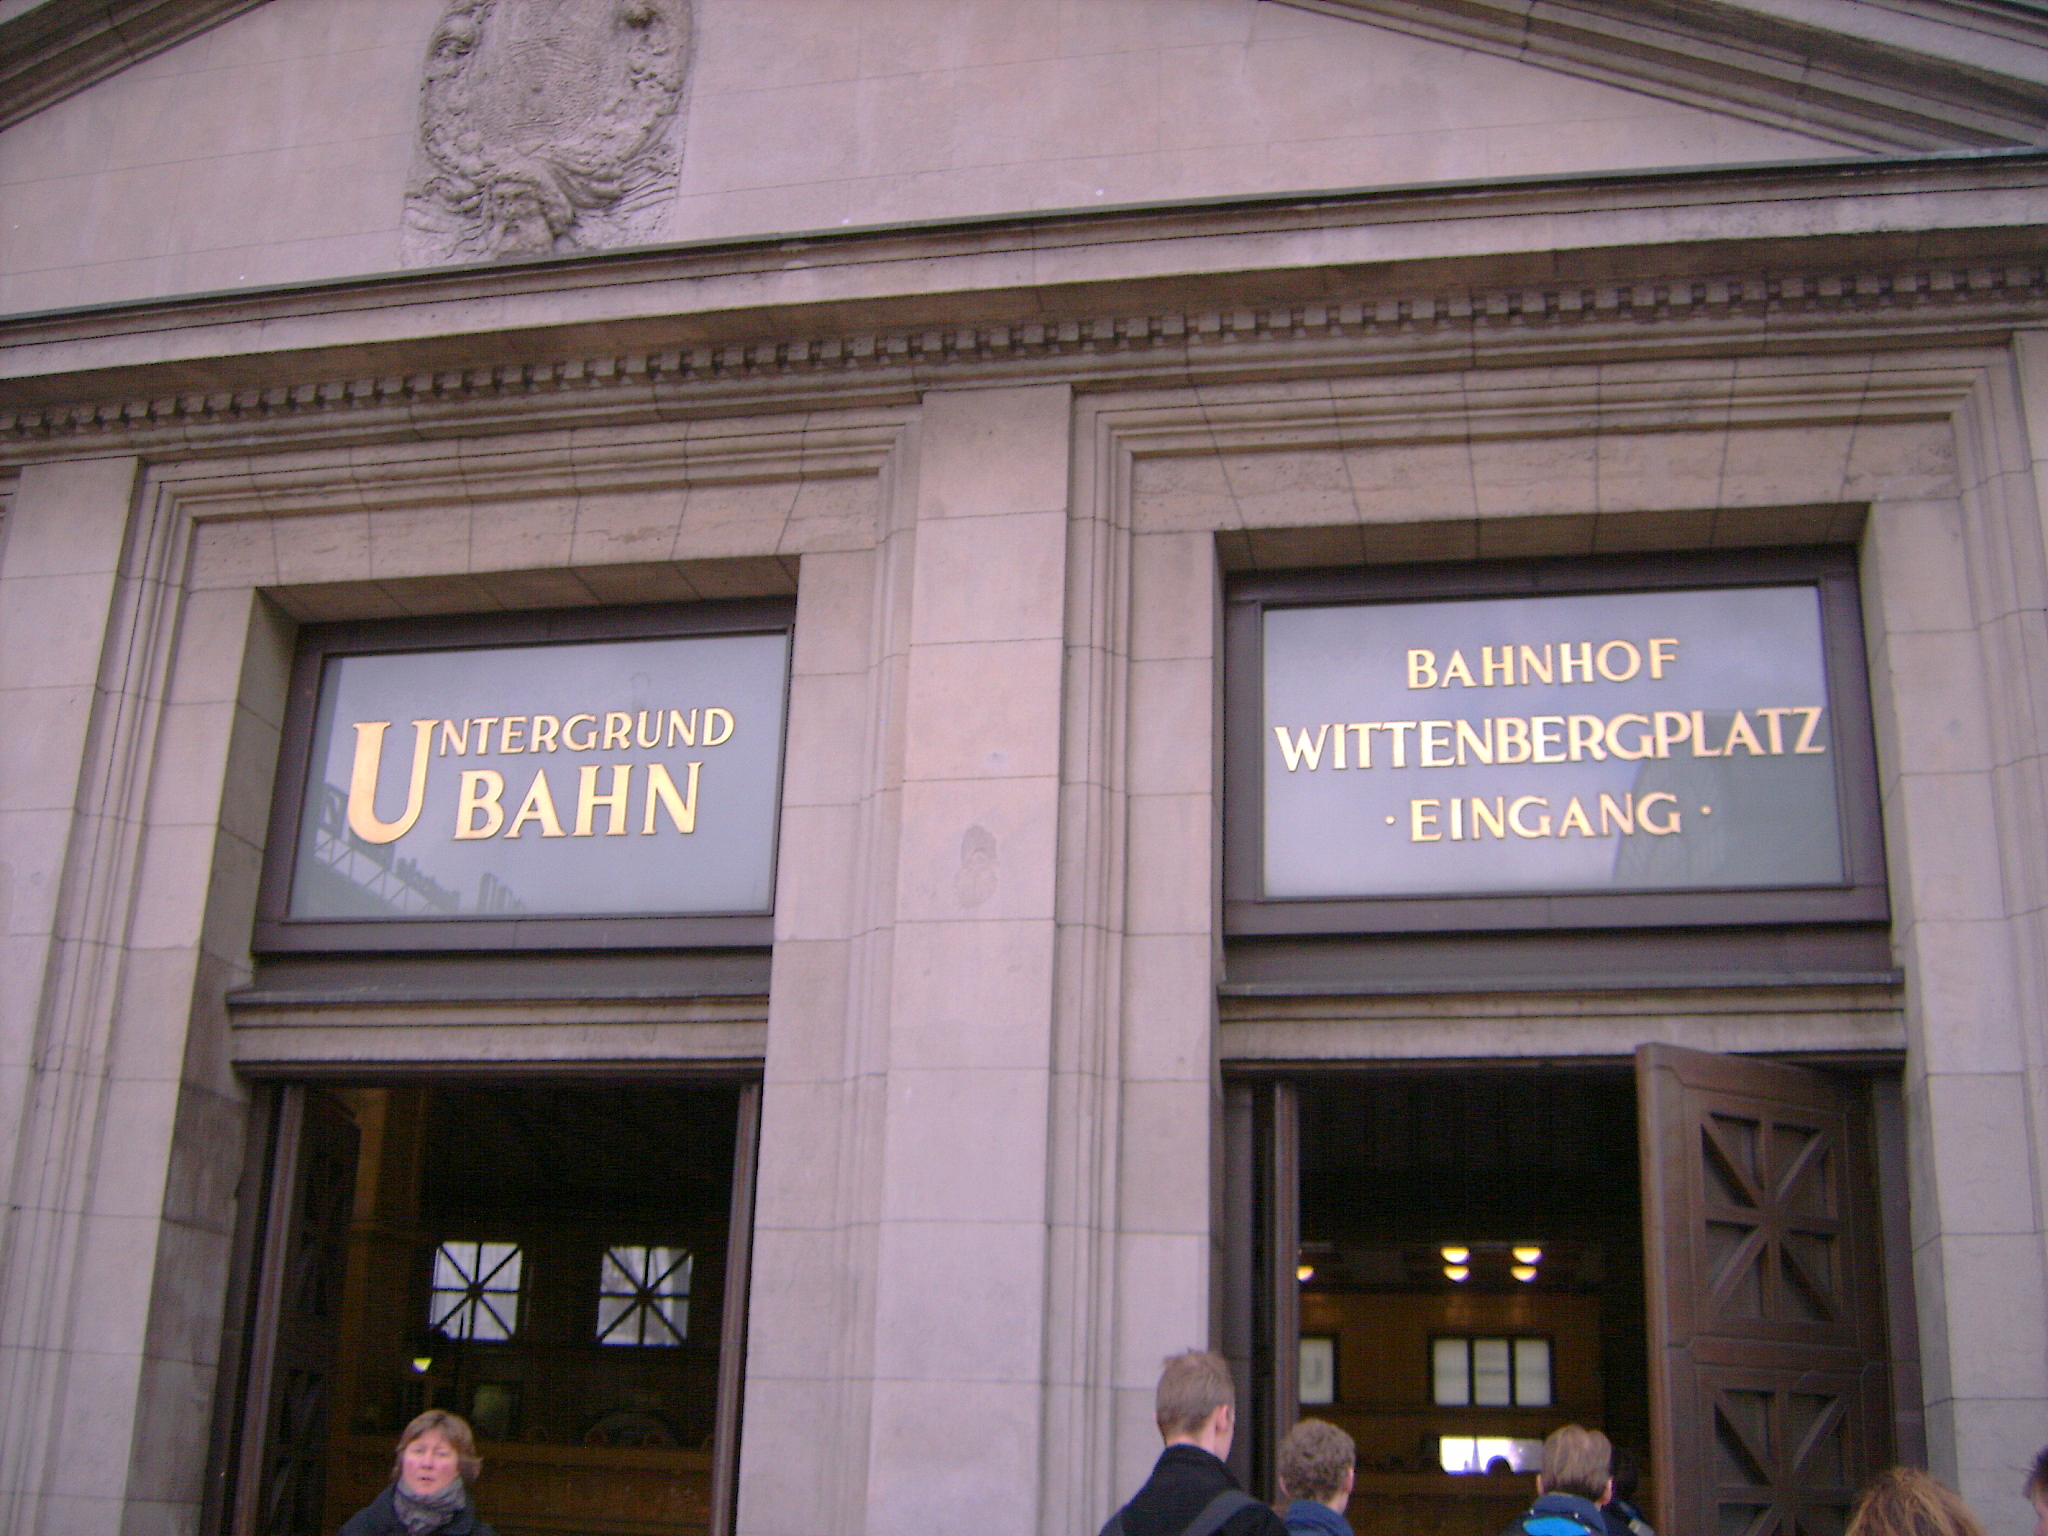 UNTERGRUND
BAHN
BAHNHOF
WITTENBERGPLATZ
· EINGANG ·